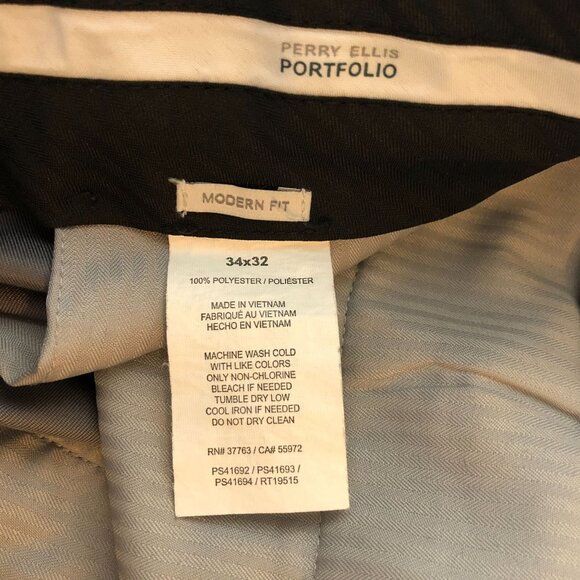 PERRY ELLIS
PORTFOLIO
MODERN FIT
34x32
100% POLYESTER / POLIÉSTER
MADE IN VIETNAM
FABRIQUÉ AU VIETNAM
HECHO EN VIETNAM
MACHINE WASH COLD
WITH LIKE COLORS
ONLY NON-CHLORINE
BLEACH IF NEEDED
TUMBLE DRY LOW
COOL IRON IF NEEDED
DO NOT DRY CLEAN
RN# 37763 / CA# 55972
PS41692 / PS41693 /
PS41694 / RT19515